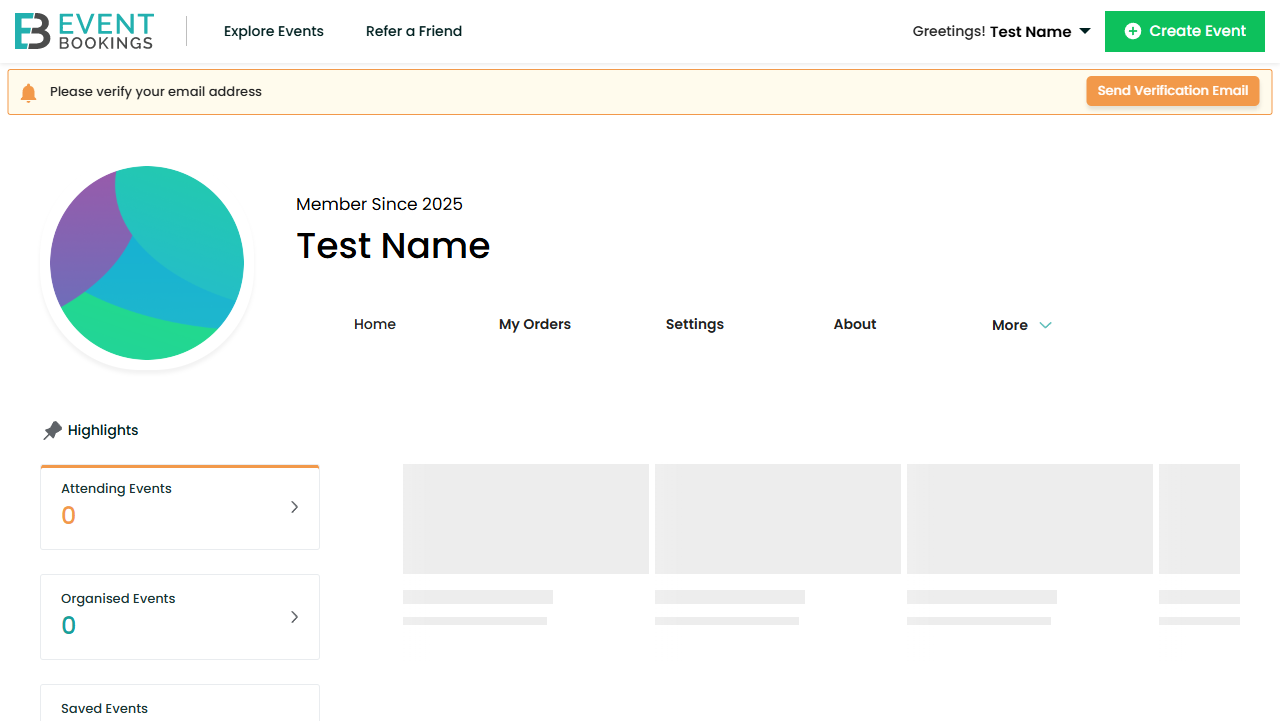 EVENT
BOOKINGS
Explore Events
Refer a Friend
Greetings! Test Name
Create Event
Please verify your email address
Send Verification Email
Member Since 2025
Test Name
Home
My Orders
Settings
About
More
Highlights
Attending Events
0
Organised Events
0
Saved Events